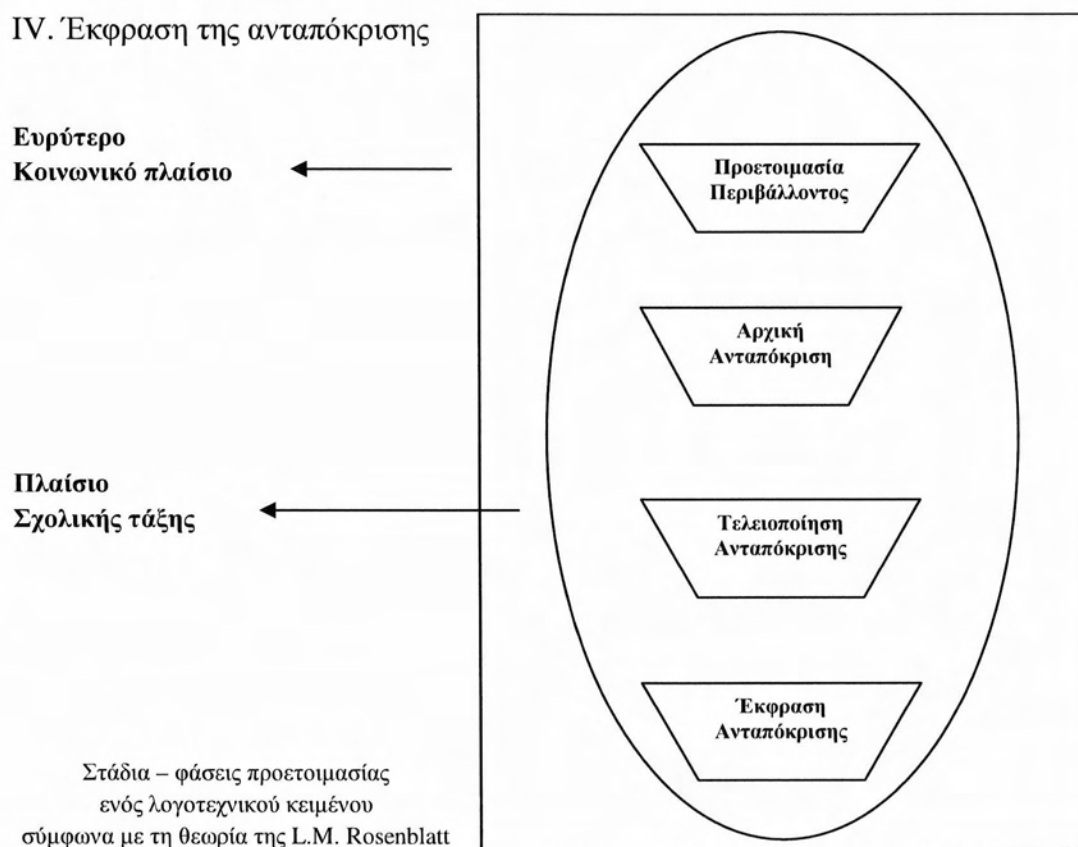 IV. Έκφραση της ανταπόκρισης
Ευρύτερο
Κοινωνικό πλαίσιο
Προετοιμασία
Περιβάλλοντος
Αρχική
Ανταπόκριση
Πλαίσιο
Σχολικής τάξης
Τελειοποίηση
Ανταπόκρισης
Έκφραση
Ανταπόκρισης
Στάδια – φάσεις προετοιμασίας
ενός λογοτεχνικού κειμένου
σύμφωνα με τη θεωρία της L.M. Rosenblatt